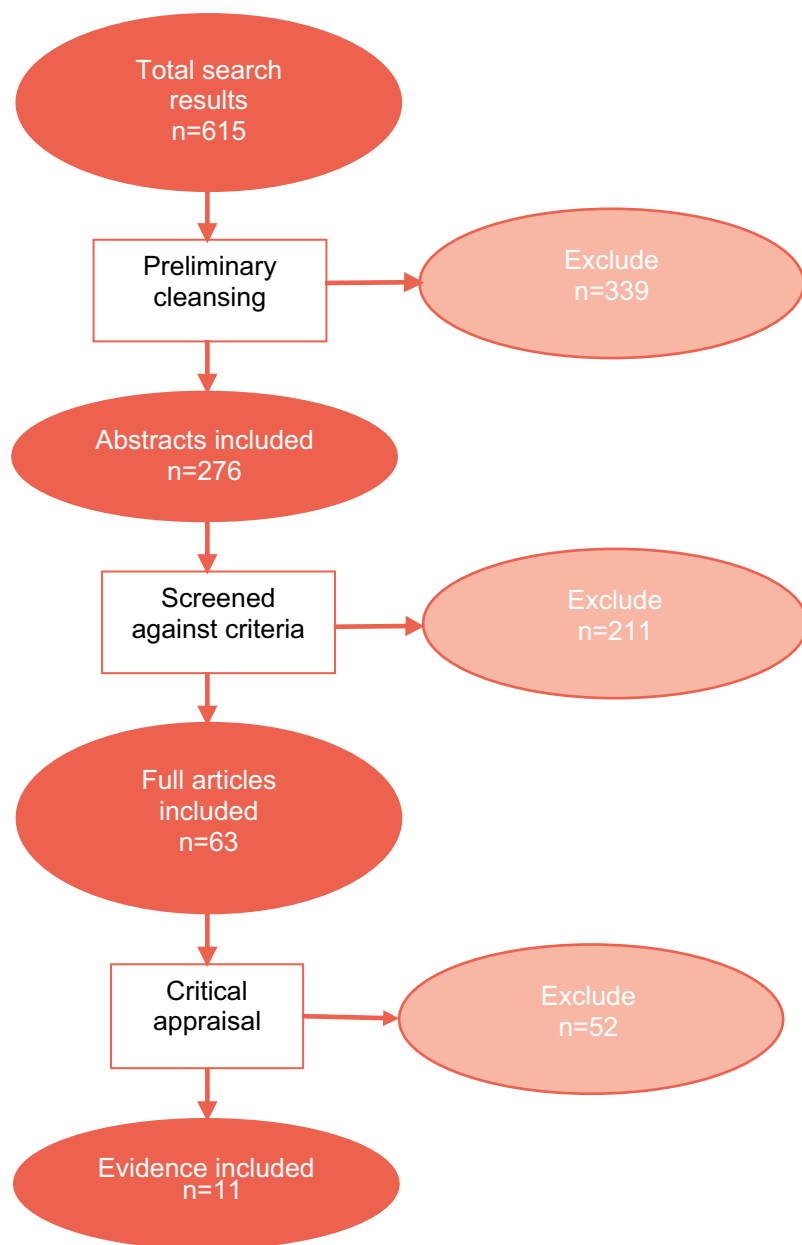 Total search
results
n=615
Preliminary
cleansing
Exclude
n=339
Abstracts included
n=276
Screened
against criteria
Exclude
n=211
Full articles
included
n=63
Critical
appraisal
Exclude
n=52
Evidence included
n=11